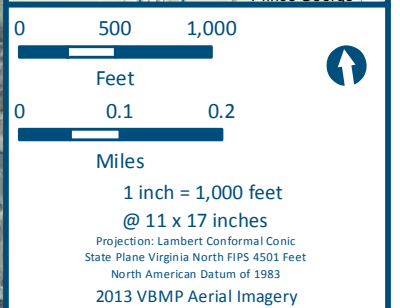 0 500 1,000
Feet
0 0.1 0.2
Miles
1 inch = 1,000 feet
@ 11 x 17 inches
Projection: Lambert Conformal Conic
State Plane Virginia North FIPS 4501 Feet
North American Datum of 1983
2013 VBMP Aerial Imagery